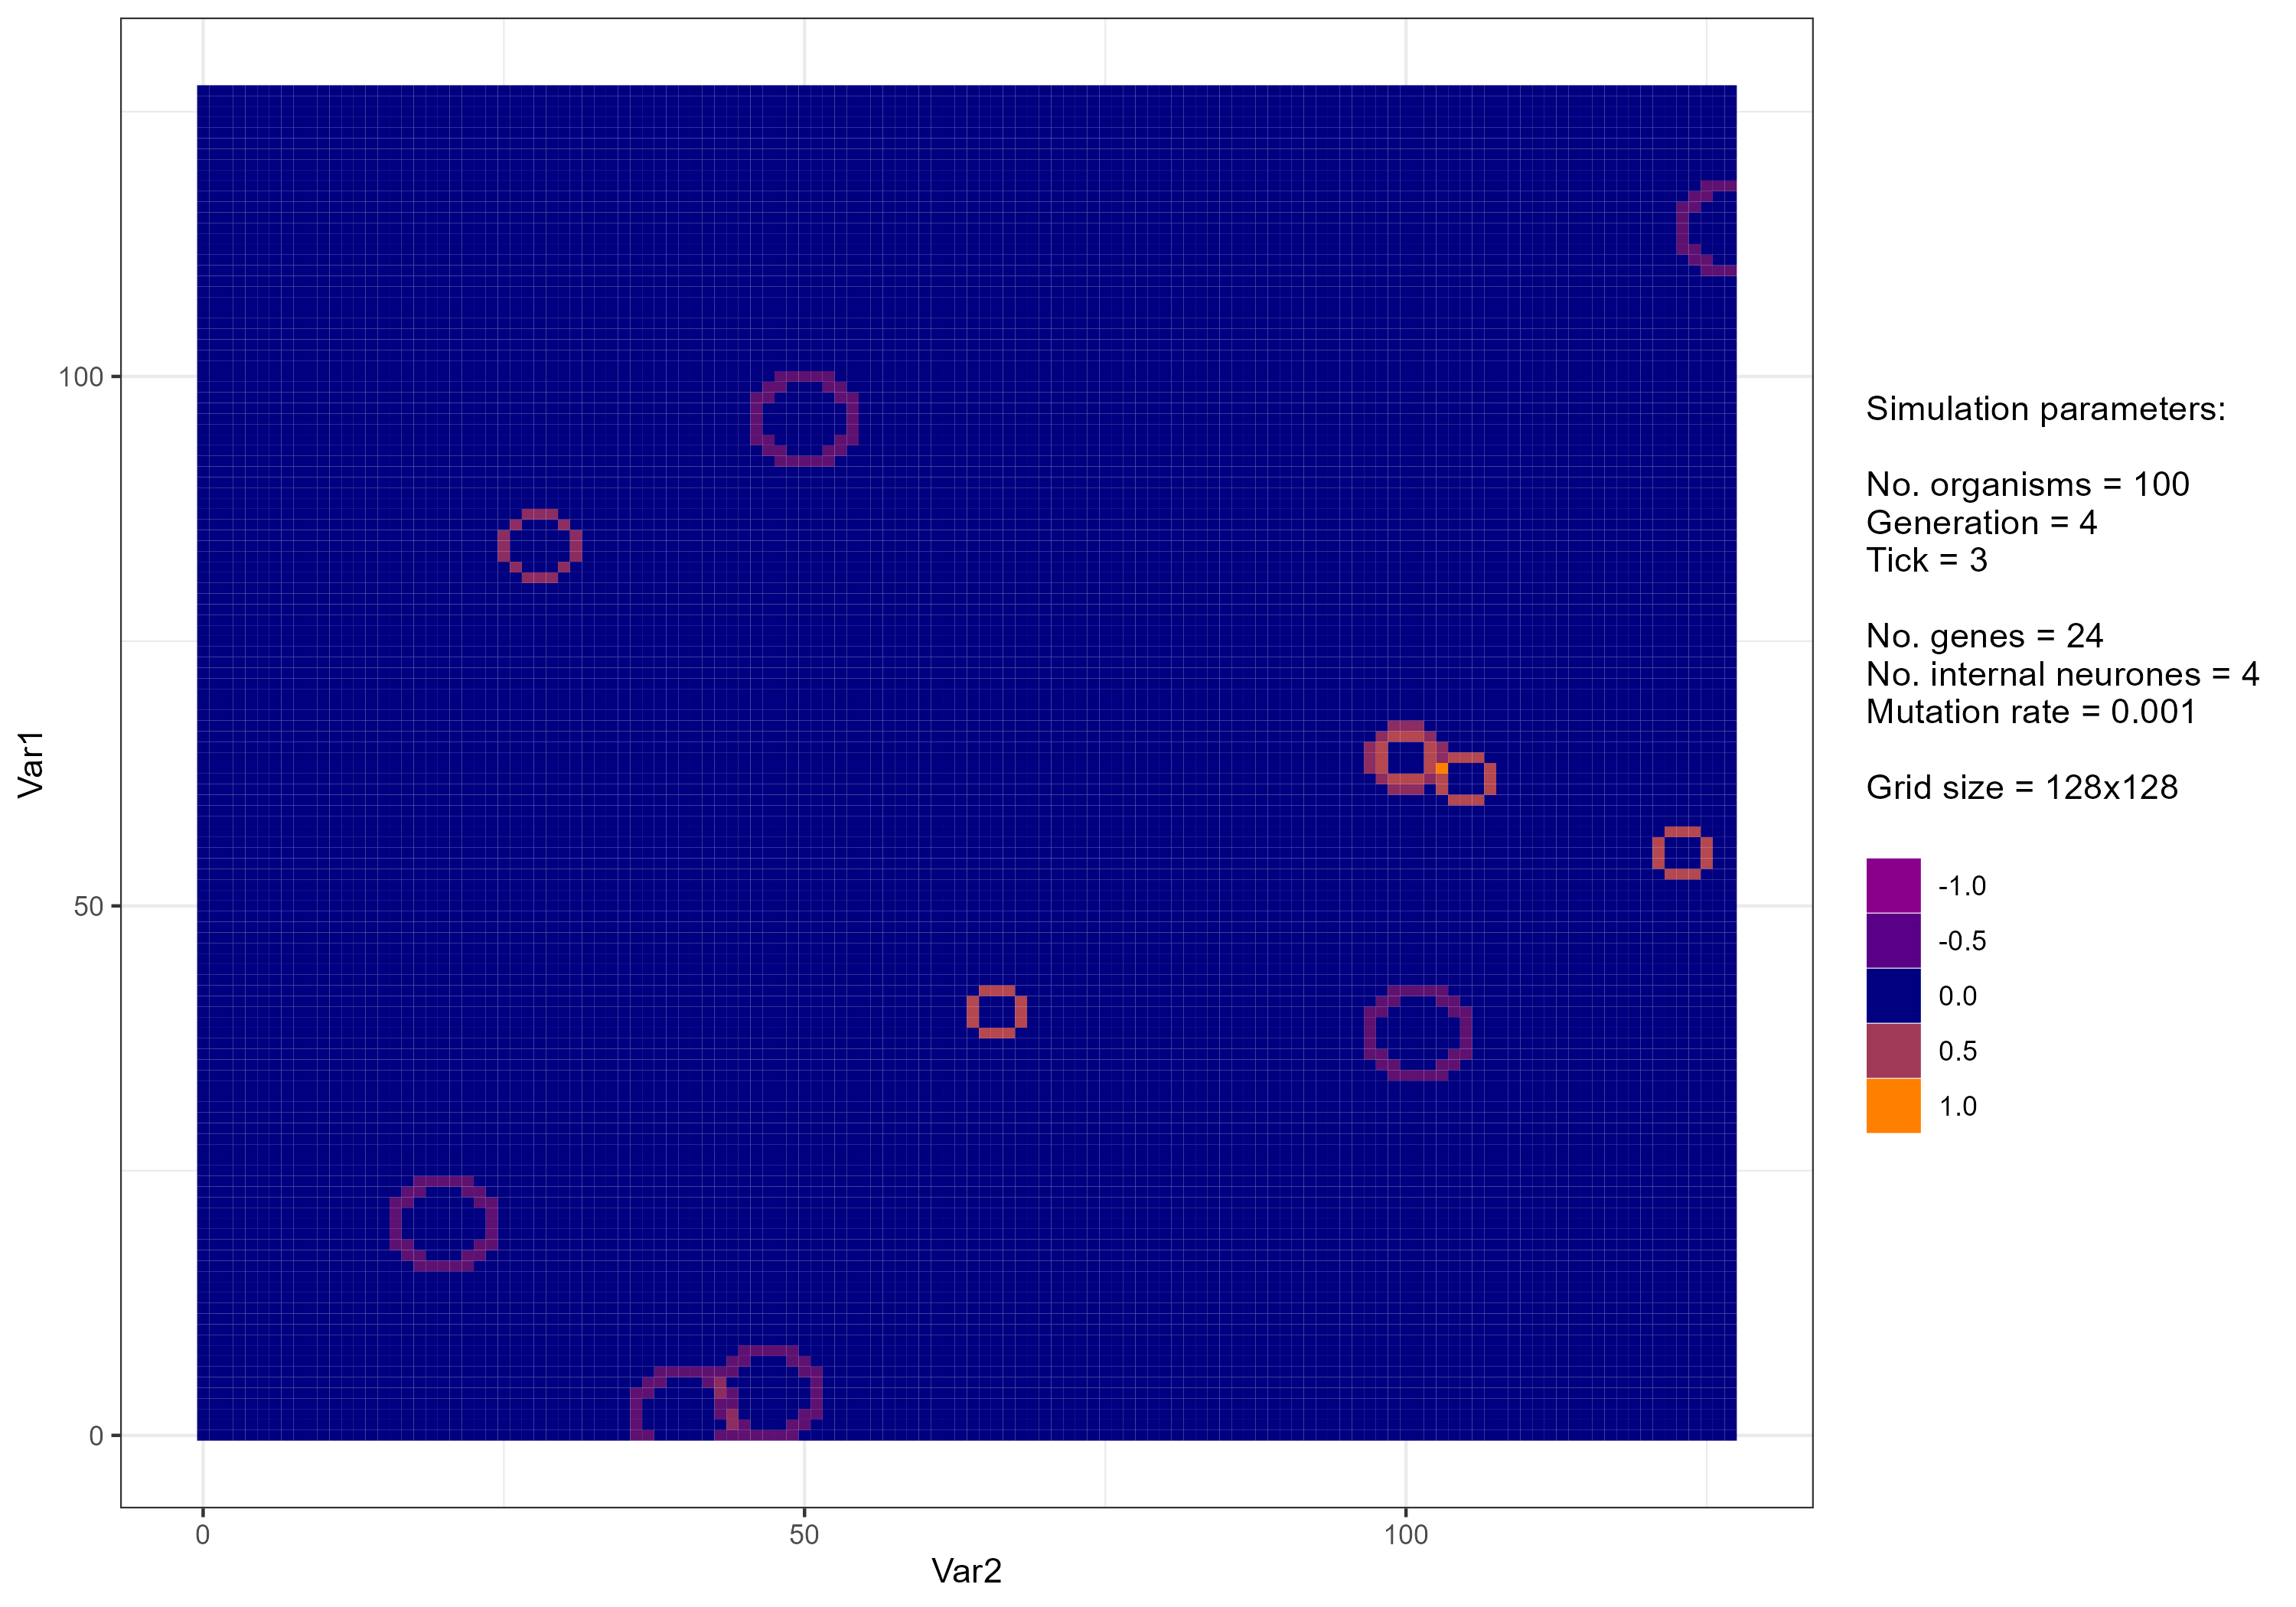 Var1
100
50
0
0
50
100
Var2
Simulation parameters:
No. organisms = 100
Generation = 4
Tick = 3
No. genes = 24
No. internal neurones = 4
Mutation rate = 0.001
Grid size = 128x128
-1.0
-0.5
0.0
0.5
1.0